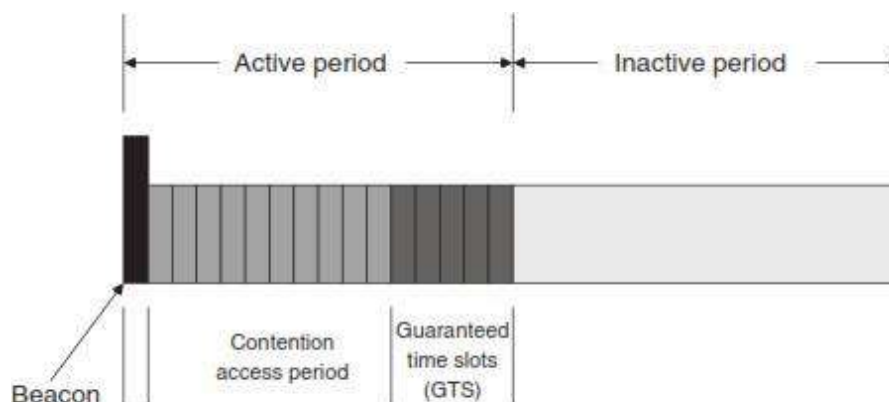 Active period
Inactive period
Contention
access period
Guaranteed
time slots
(GTS)
Beacon